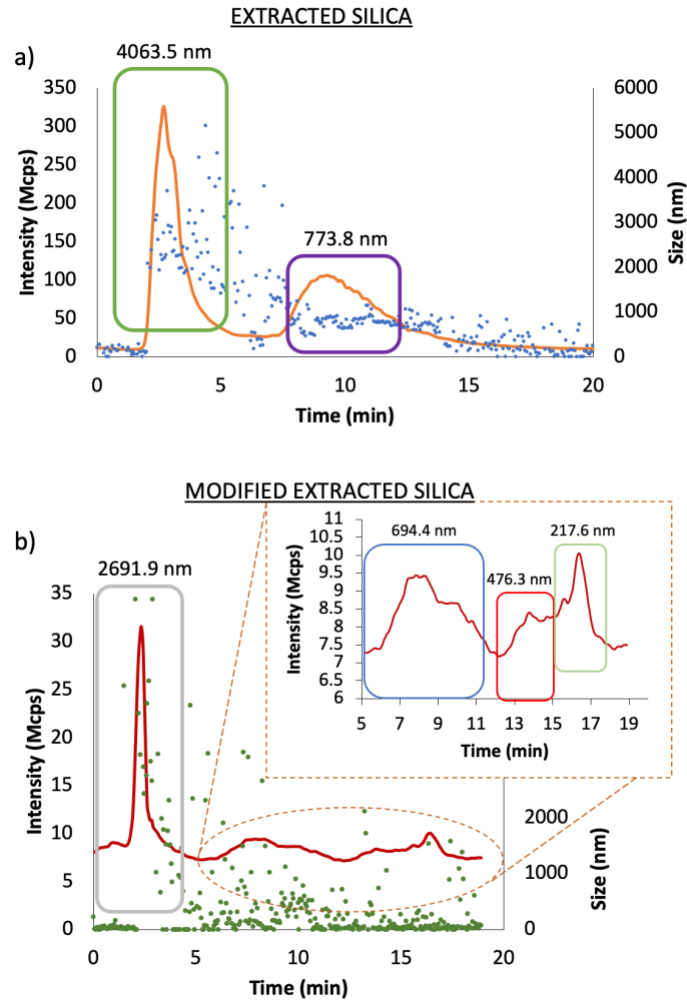 EXTRACTED SILICA
a)
4063.5 nm
773.8 nm
Intensity (Mcps)
350
300
250
200
150
100
50
0
Size (nm)
6000
5000
4000
3000
2000
1000
0
0 5 10 15 20
Time (min)
MODIFIED EXTRACTED SILICA
b)
2691.9 nm
Intensity (Mcps)
35
30
25
20
15
10
5
0
694.4 nm
476.3 nm
217.6 nm
Intensity (Mcps)
11
10.5
10
9.5
9
8.5
8
7.5
7
6.5
6
5 7 9 11 13 15 17 19
Time (min)
Size (nm)
2000
1000
0
0 5 10 15 20
Time (min)